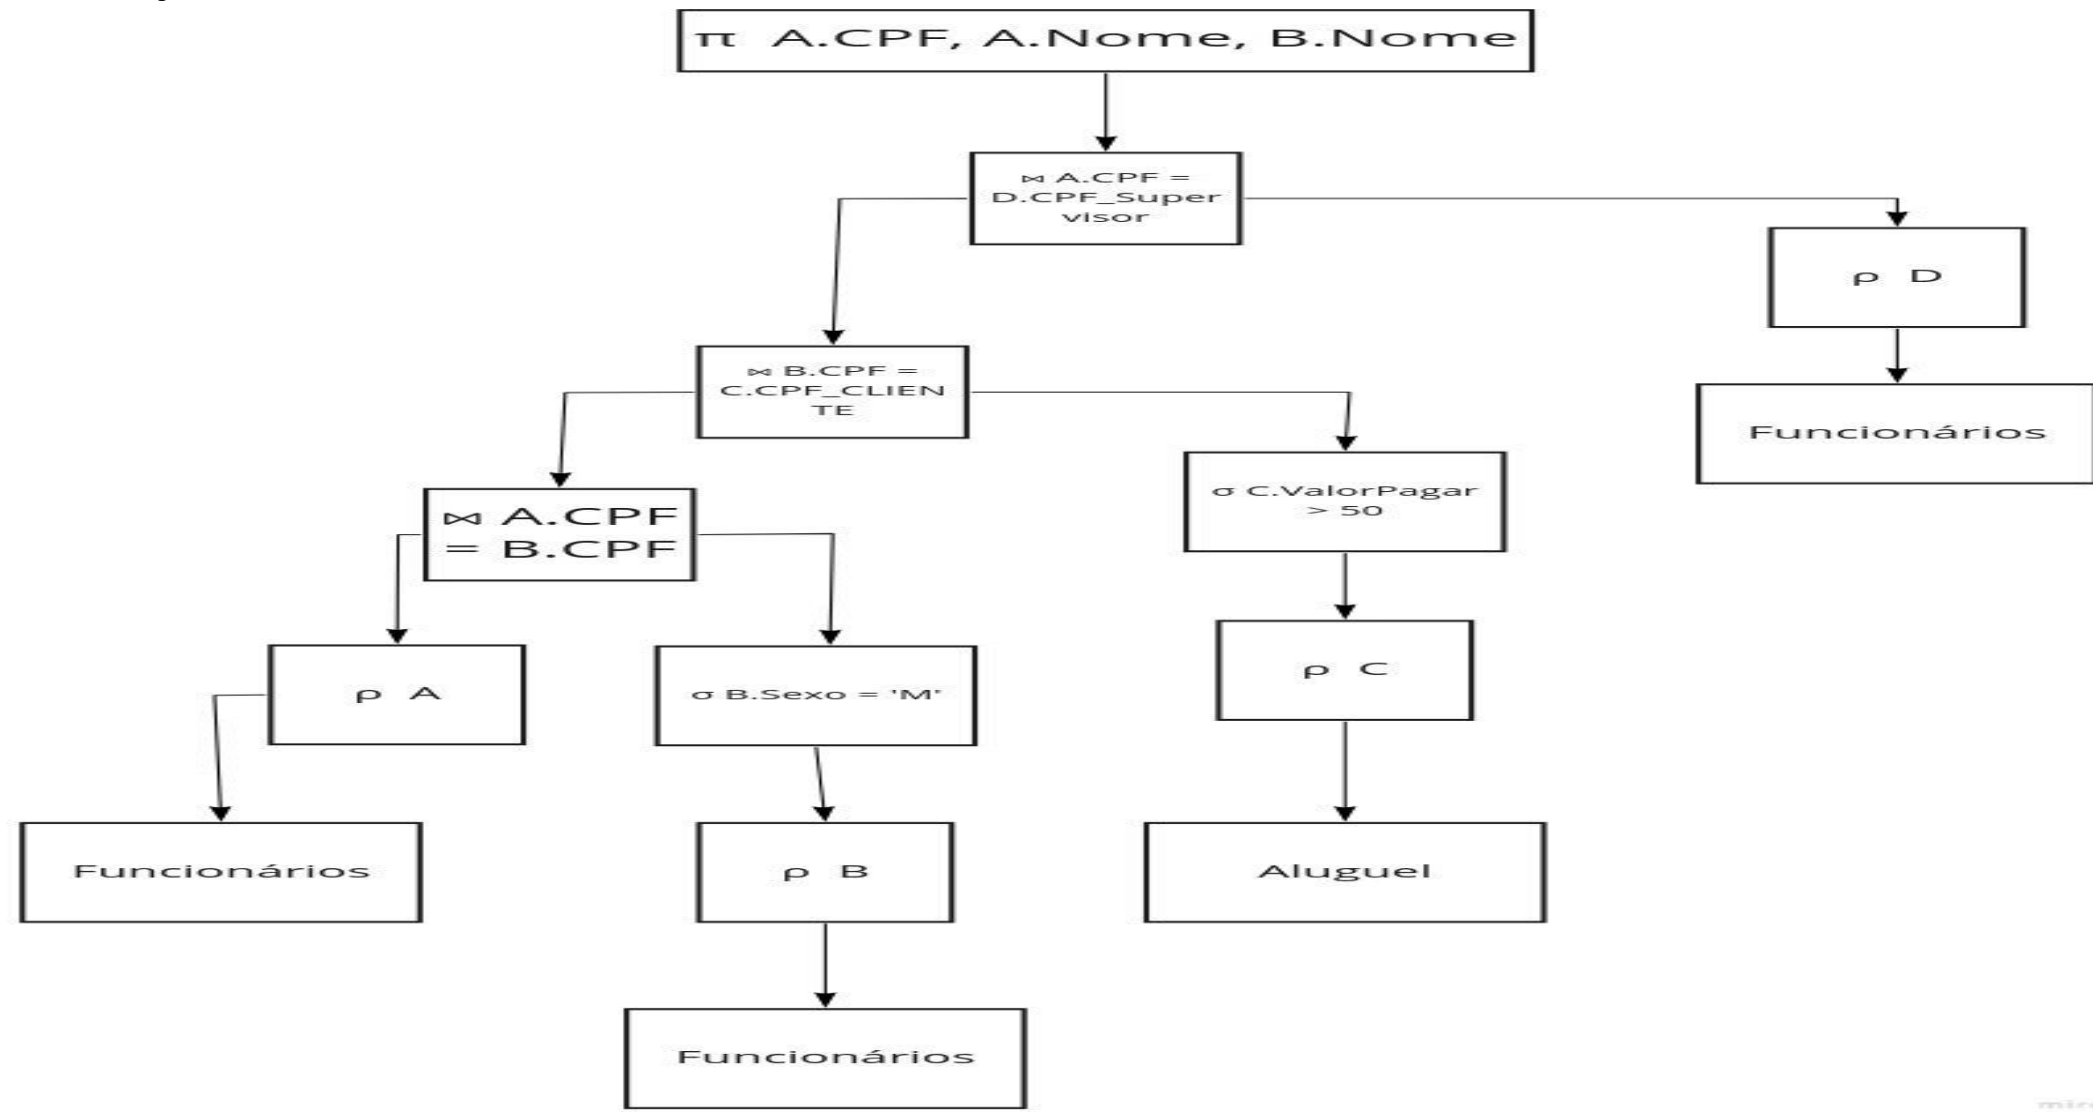 π A.CPF, A.Nome, B.Nome
⋈ A.CPF =
D.CPF_Super
visor
ρ D
⋈ B.CPF =
C.CPF_CLIEN
TE
Funcionários
σ C.ValorPagar
> 50
⋈ A.CPF
= B.CPF
ρ A
σ B.Sexo = 'M'
ρ C
Funcionários
ρ B
Aluguel
Funcionários